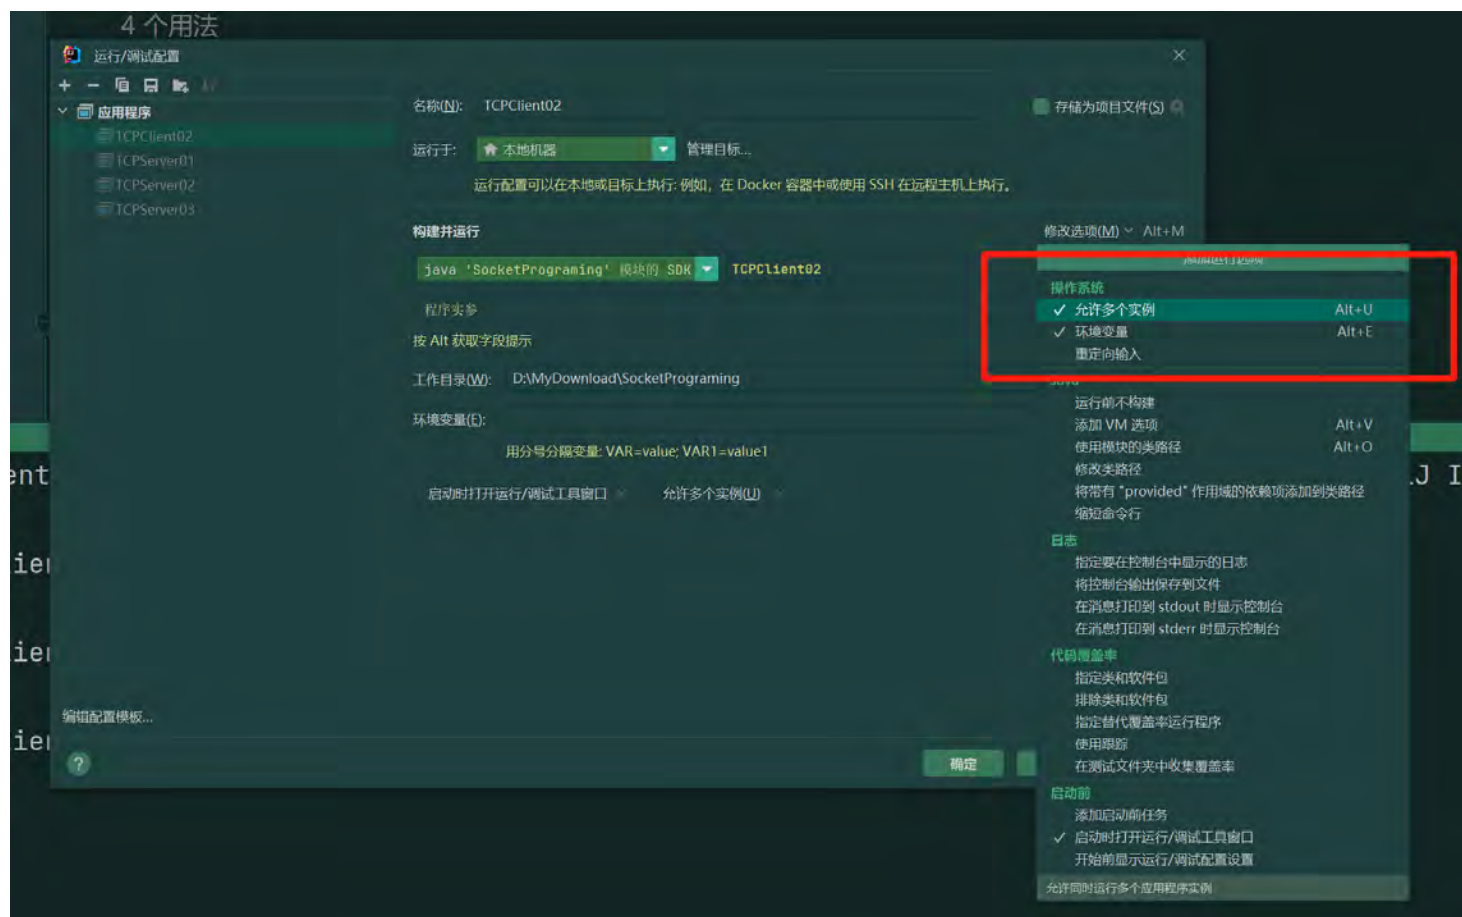 4 个用法
运行/调试配置
应用程序
TCPClient02
TCPServer01
TCPServer02
TCPServer03
名称(N): TCPClient02
存储为项目文件(S)
运行于: 本地机器 管理目标...
运行配置可以在本地或目标上执行: 例如，在 Docker 容器中或使用 SSH 在远程主机上执行。
构建并运行
修改选项(M) Alt+M
java 'SocketPrograming' 模块的 SDK TCPClient02
程序实参
按 Alt 获取字段提示
工作目录(W): D:\MyDownload\SocketPrograming
环境变量(E):
用分号分隔变量: VAR=value; VAR1=value1
启动时打开运行/调试工具窗口 允许多个实例(U)
编辑配置模板...
? 确定
添加运行选项
操作系统
允许多个实例 Alt+U
环境变量 Alt+E
重定向输入
Java
运行前不构建
添加 VM 选项 Alt+V
使用模块的类路径 Alt+O
修改类路径
将带有 "provided" 作用域的依赖项添加到类路径
缩短命令行
日志
指定要在控制台中显示的日志
将控制台输出保存到文件
在消息打印到 stdout 时显示控制台
在消息打印到 stderr 时显示控制台
代码覆盖率
指定类和软件包
排除类和软件包
指定替代覆盖率运行程序
使用跟踪
在测试文件夹中收集覆盖率
启动前
添加启动前任务
启动时打开运行/调试工具窗口
开始前显示运行/调试配置设置
允许同时运行多个应用程序实例
ent
lier
lier
lier